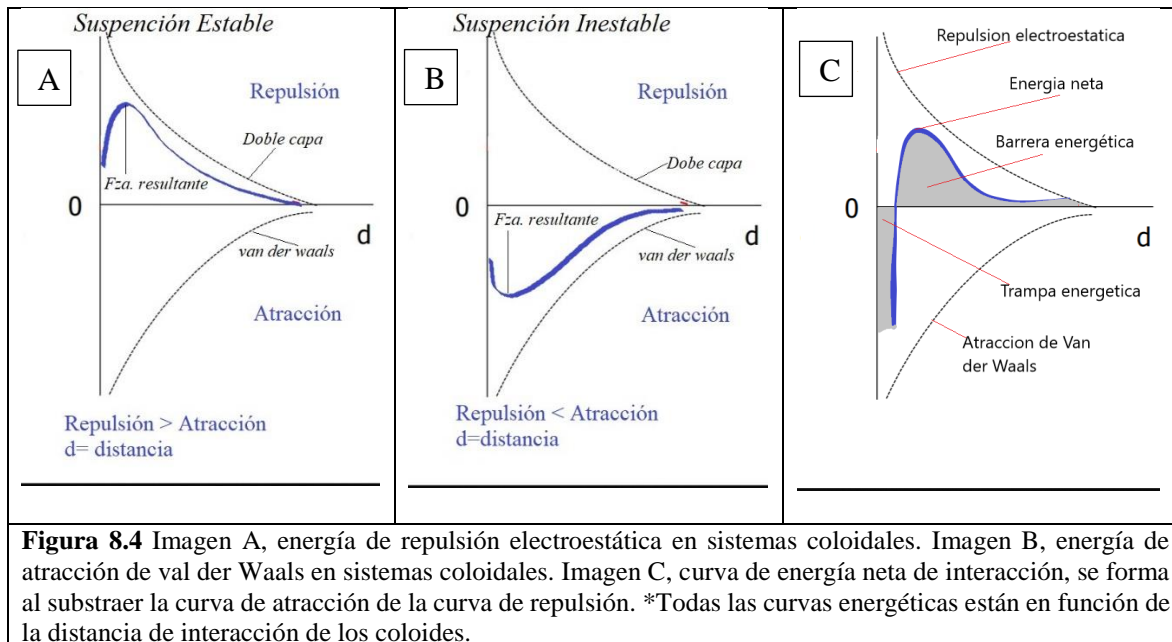 Suspención Estable
A
Repulsión
Doble capa
Fza. resultante
0
d
van der waals
Atracción
Repulsión > Atracción
d= distancia
Suspención Inestable
B
Repulsión
Dobe capa
0
Fza. resultante
d
van der waals
Atracción
Repulsión < Atracción
d=distancia
C
Repulsion electroestatica
Energia neta
Barrera energética
0
d
Trampa energetica
Atraccion de Van
der Waals
Figura 8.4 Imagen A, energía de repulsión electroestática en sistemas coloidales. Imagen B, energía de
atracción de val der Waals en sistemas coloidales. Imagen C, curva de energía neta de interacción, se forma
al substraer la curva de atracción de la curva de repulsión. *Todas las curvas energéticas están en función de
la distancia de interacción de los coloides.